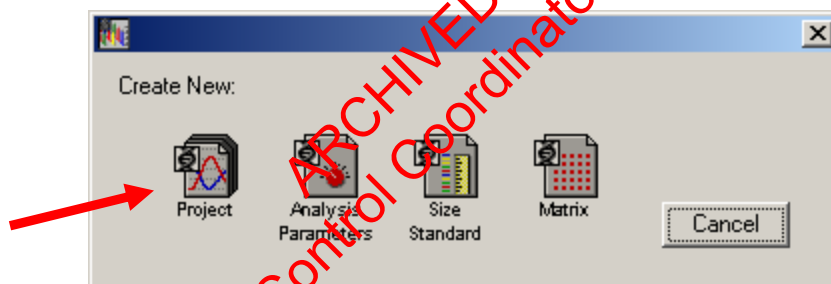 Create New:
Project
Analysis
Parameters
Size
Standard
Matrix
Cancel
ARCHIVED
Control Coordinator